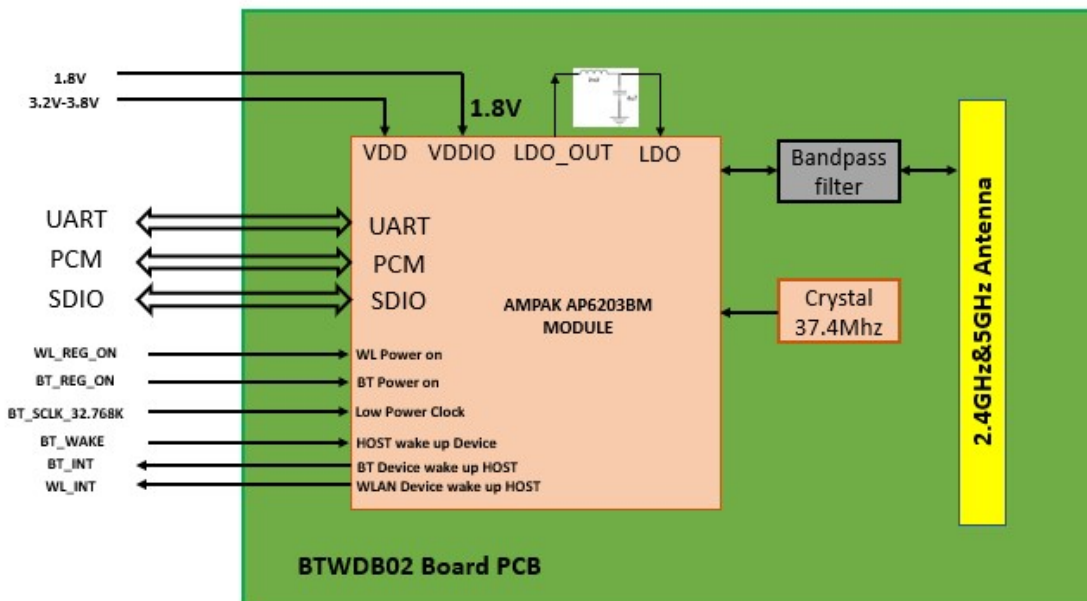 1.8V
3.2V-3.8V
1.8V
VDD VDDIO LDO_OUT LDO
Bandpass
filter
2.4GHz&5GHz Antenna
UART
PCM
SDIO
UART
PCM
SDIO
AMPAK AP6203BM
MODULE
Crystal
37.4Mhz
WL_REG_ON
WL Power on
BT_REG_ON
BT Power on
BT_SCLK_32.768K
Low Power Clock
BT_WAKE
HOST wake up Device
BT_INT
BT Device wake up HOST
WL_INT
WLAN Device wake up HOST
BTWDB02 Board PCB